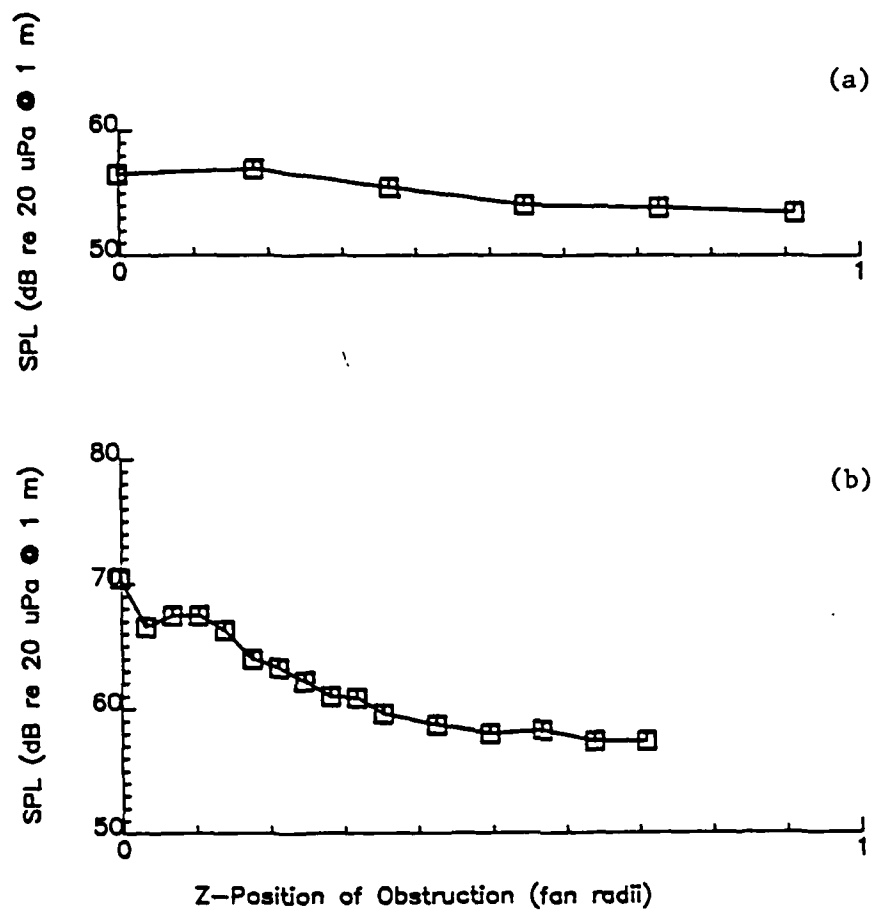 (a)
SPL (dB re 20 uPa @ 1 m)
60
50
0
1
(b)
SPL (dB re 20 uPa @ 1 m)
80
70
60
50
0
1
Z-Position of Obstruction (fan radii)